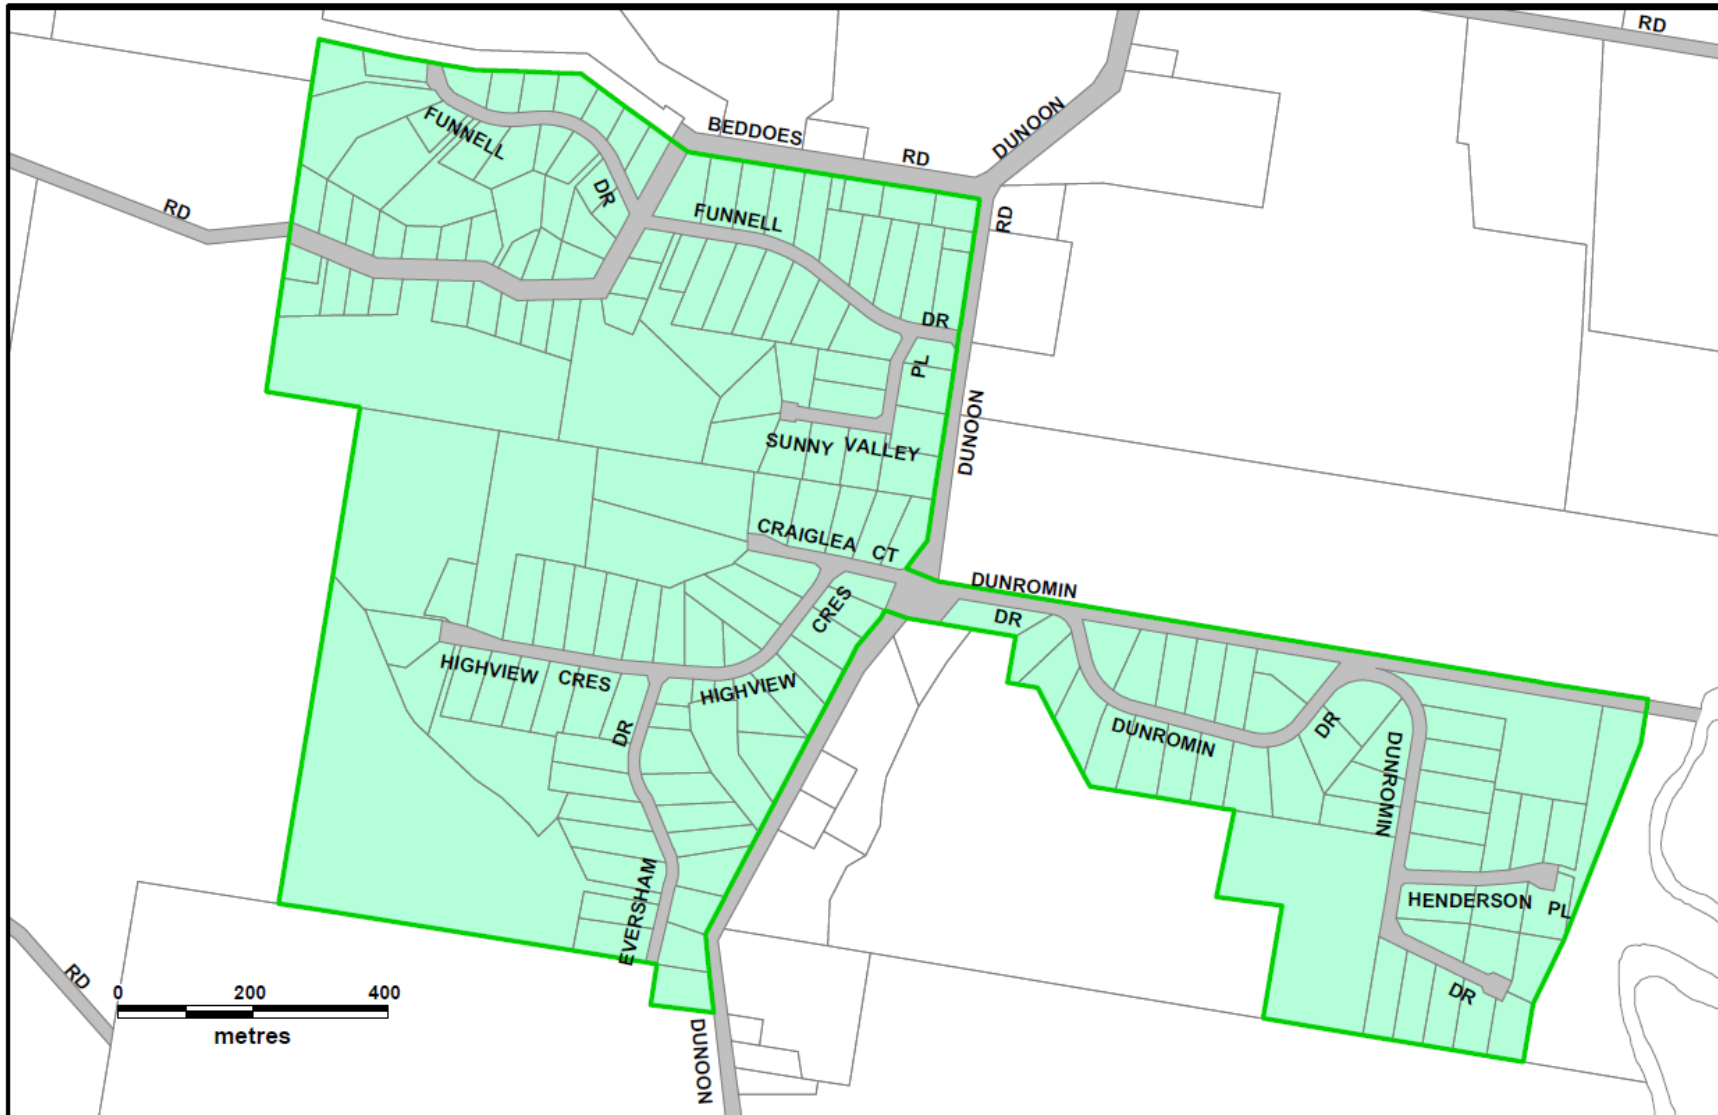 RD
DUNOON
BEDDOES RD
FUNNELL
DR
RD
FUNNELL
RD
DR
PL
DUNOON
SUNNY VALLEY
CRAIGLEA CT
DUNROMIN
DR
CRES
HIGHVIEW CRES
HIGHVIEW
DR
DUNROMIN
DR
DUNROMIN
EVERSHAM
HENDERSON PL
DR
RD
0 200 400
metres
DUNOON